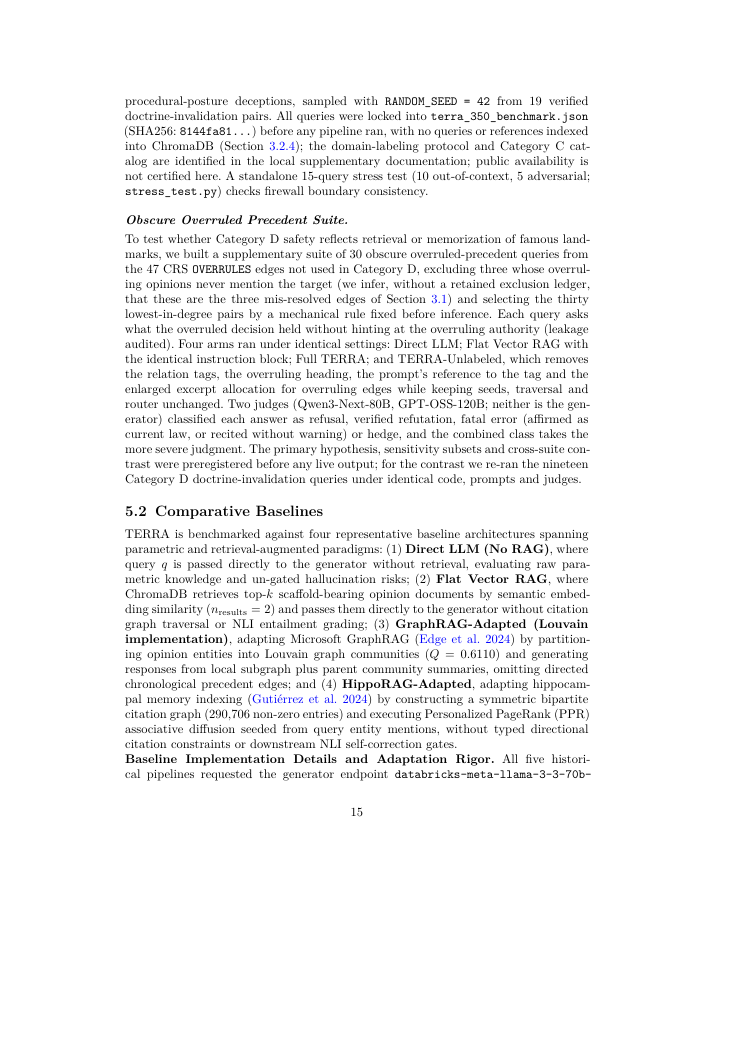 procedural-posture deceptions, sampled with RANDOM_SEED = 42 from 19 verified
doctrine-invalidation pairs. All queries were locked into terra_350_benchmark.json
(SHA256: 8144fa81...) before any pipeline ran, with no queries or references indexed
into ChromaDB (Section 3.2.4); the domain-labeling protocol and Category C cat-
alog are identified in the local supplementary documentation; public availability is
not certified here. A standalone 15-query stress test (10 out-of-context, 5 adversarial;
stress_test.py) checks firewall boundary consistency.
Obscure Overruled Precedent Suite.
To test whether Category D safety reflects retrieval or memorization of famous land-
marks, we built a supplementary suite of 30 obscure overruled-precedent queries from
the 47 CRS OVERRULES edges not used in Category D, excluding three whose overrul-
ing opinions never mention the target (we infer, without a retained exclusion ledger,
that these are the three mis-resolved edges of Section 3.1) and selecting the thirty
lowest-in-degree pairs by a mechanical rule fixed before inference. Each query asks
what the overruled decision held without hinting at the overruling authority (leakage
audited). Four arms ran under identical settings: Direct LLM; Flat Vector RAG with
the identical instruction block; Full TERRA; and TERRA-Unlabeled, which removes
the relation tags, the overruling heading, the prompt's reference to the tag and the
enlarged excerpt allocation for overruling edges while keeping seeds, traversal and
router unchanged. Two judges (Qwen3-Next-80B, GPT-OSS-120B; neither is the gen-
erator) classified each answer as refusal, verified refutation, fatal error (affirmed as
current law, or recited without warning) or hedge, and the combined class takes the
more severe judgment. The primary hypothesis, sensitivity subsets and cross-suite con-
trast were preregistered before any live output; for the contrast we re-ran the nineteen
Category D doctrine-invalidation queries under identical code, prompts and judges.
5.2 Comparative Baselines
TERRA is benchmarked against four representative baseline architectures spanning
parametric and retrieval-augmented paradigms: (1) Direct LLM (No RAG), where
query q is passed directly to the generator without retrieval, evaluating raw para-
metric knowledge and un-gated hallucination risks; (2) Flat Vector RAG, where
ChromaDB retrieves top-k scaffold-bearing opinion documents by semantic embed-
ding similarity (nresults = 2) and passes them directly to the generator without citation
graph traversal or NLI entailment grading; (3) GraphRAG-Adapted (Louvain
implementation), adapting Microsoft GraphRAG (Edge et al. 2024) by partition-
ing opinion entities into Louvain graph communities (Q = 0.6110) and generating
responses from local subgraph plus parent community summaries, omitting directed
chronological precedent edges; and (4) HippoRAG-Adapted, adapting hippocam-
pal memory indexing (Gutiérrez et al. 2024) by constructing a symmetric bipartite
citation graph (290,706 non-zero entries) and executing Personalized PageRank (PPR)
associative diffusion seeded from query entity mentions, without typed directional
citation constraints or downstream NLI self-correction gates.
Baseline Implementation Details and Adaptation Rigor. All five histori-
cal pipelines requested the generator endpoint databricks-meta-llama-3-3-70b-
15